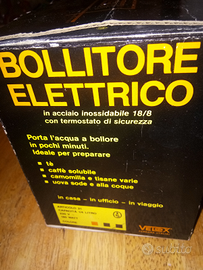 BOLLITORE
ELETTRICO
in acciaio inossidabile 18/8
con termostato di sicurezza
Porta l'acqua a bollore
in pochi minuti.
Ideale per preparare
tè
caffè solubile
camomilla e tisane varie
uova sode e alla coque
in casa - in ufficio - in viaggio